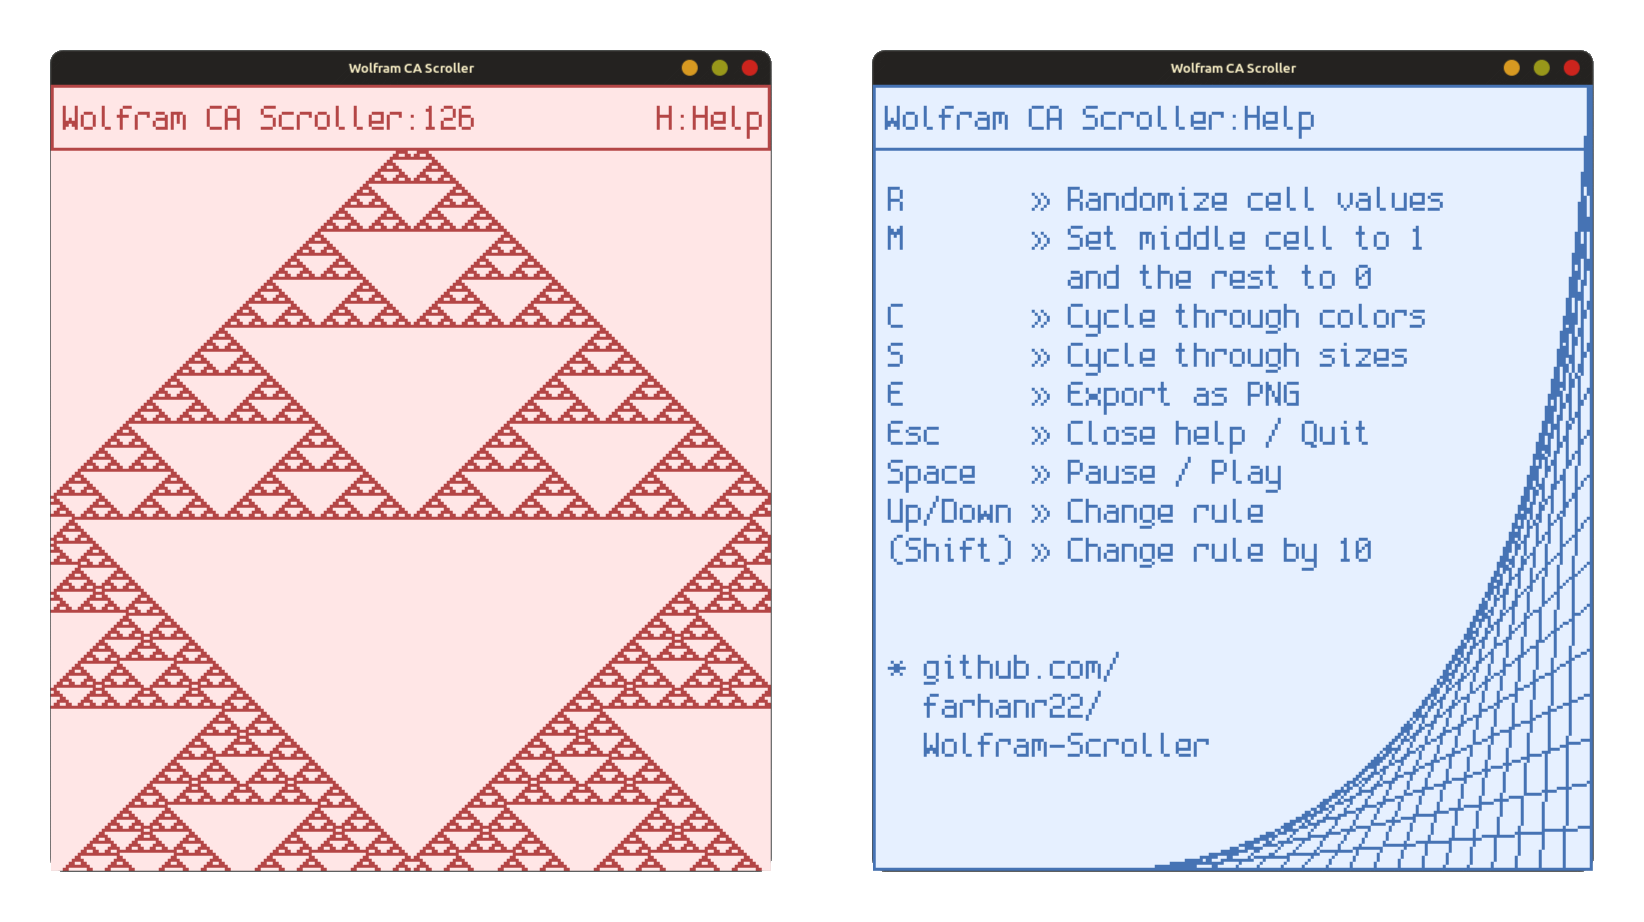 Wolfram CA Scroller
Wolfram CA Scroller:126 H:Help
Wolfram CA Scroller
Wolfram CA Scroller:Help
R » Randomize cell values
M » Set middle cell to 1
and the rest to 0
C » Cycle through colors
S » Cycle through sizes
E » Export as PNG
Esc » Close help / Quit
Space » Pause / Play
Up/Down » Change rule
(Shift) » Change rule by 10
* github.com/
farhanr22/
Wolfram-Scroller